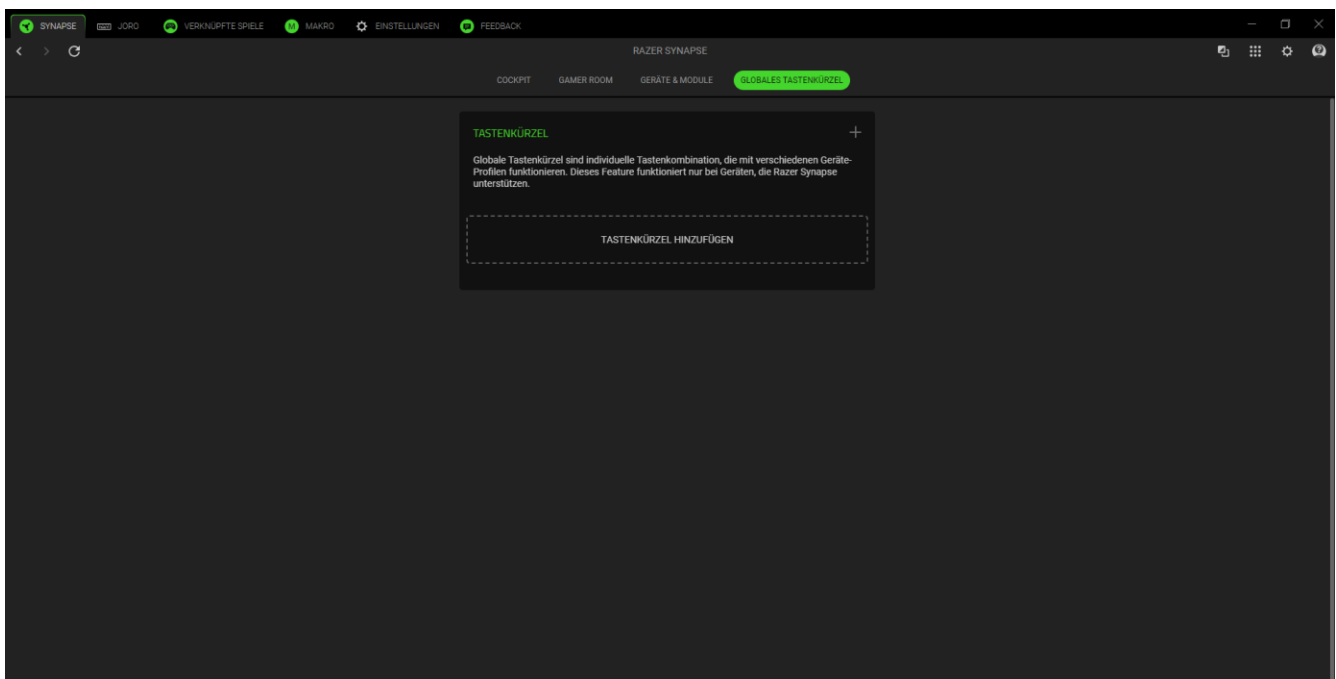 SYNAPSE JORO VERKNÜPFTE SPIELE M MAKRO EINSTELLUNGEN FEEDBACK
RAZER SYNAPSE
COCKPIT GAMER ROOM GERÄTE & MODULE GLOBALES TASTENKÜRZEL
TASTENKÜRZEL
Globale Tastenkürzel sind individuelle Tastenkombination, die mit verschiedenen Geräte-
Profilen funktionieren. Dieses Feature funktioniert nur bei Geräten, die Razer Synapse
unterstützen.
TASTENKÜRZEL HINZUFÜGEN